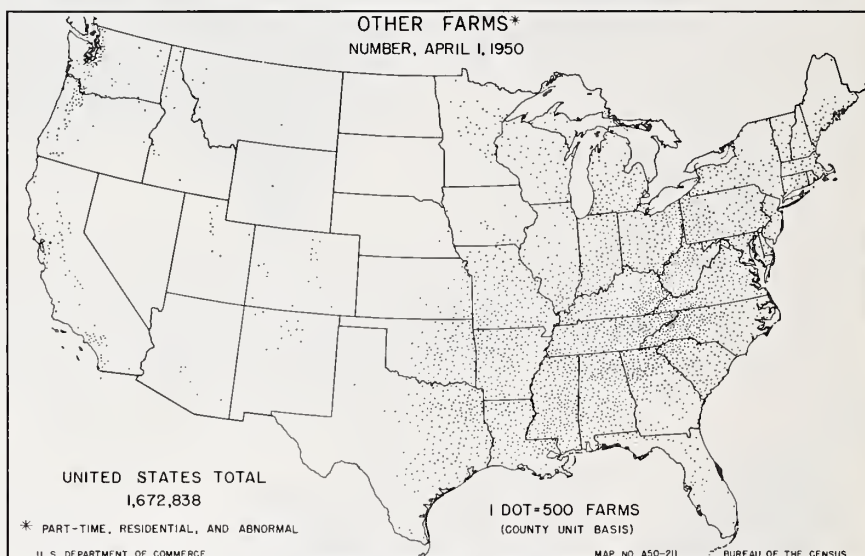 OTHER FARMS*
NUMBER, APRIL 1, 1950
UNITED STATES TOTAL
1,672,838
* PART-TIME, RESIDENTIAL, AND ABNORMAL
1 DOT=500 FARMS
(COUNTY UNIT BASIS)
U. S. DEPARTMENT OF COMMERCE
MAP NO. A50-211
BUREAU OF THE CENSUS